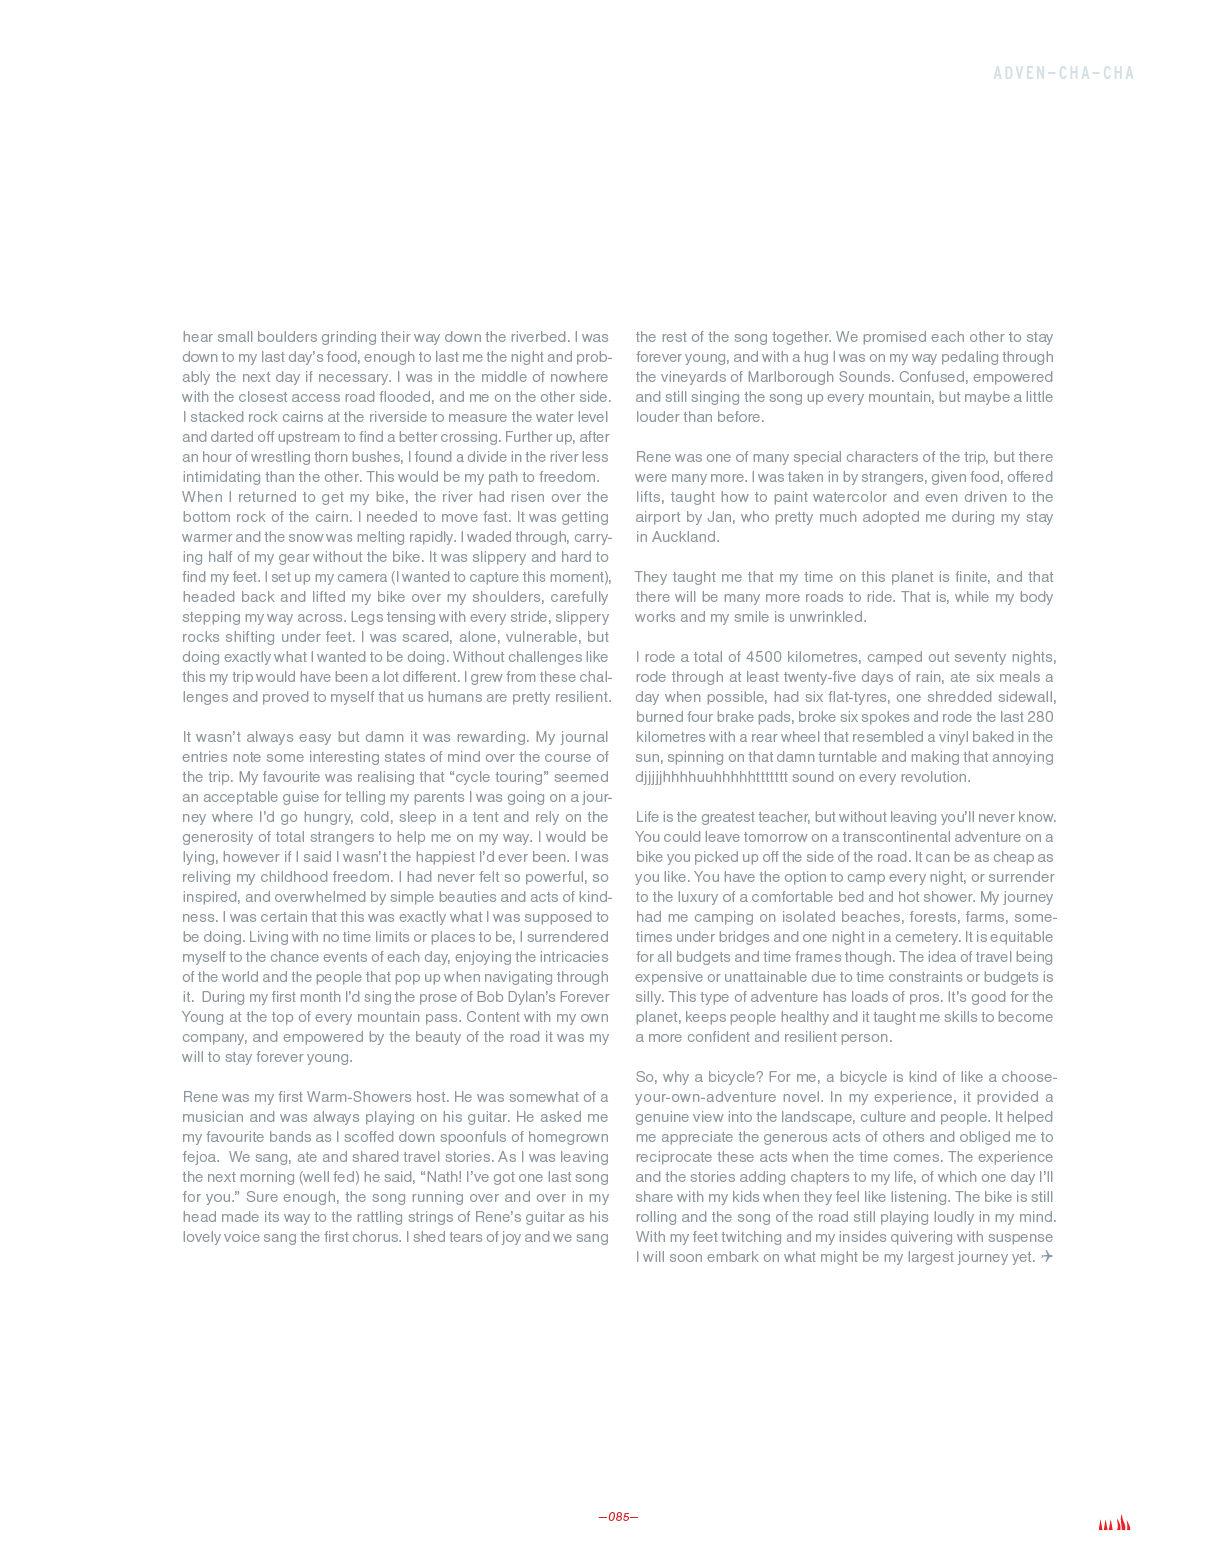 ADVEN–CHA–CHA
hear small boulders grinding their way down the riverbed. I was
down to my last day’s food, enough to last me the night and prob-
ably the next day if necessary. I was in the middle of nowhere
with the closest access road flooded, and me on the other side.
I stacked rock cairns at the riverside to measure the water level
and darted off upstream to find a better crossing. Further up, after
an hour of wrestling thorn bushes, I found a divide in the river less
intimidating than the other. This would be my path to freedom.
When I returned to get my bike, the river had risen over the
bottom rock of the cairn. I needed to move fast. It was getting
warmer and the snow was melting rapidly. I waded through, carry-
ing half of my gear without the bike. It was slippery and hard to
find my feet. I set up my camera (I wanted to capture this moment),
headed back and lifted my bike over my shoulders, carefully
stepping my way across. Legs tensing with every stride, slippery
rocks shifting under feet. I was scared, alone, vulnerable, but
doing exactly what I wanted to be doing. Without challenges like
this my trip would have been a lot different. I grew from these chal-
lenges and proved to myself that us humans are pretty resilient.
It wasn’t always easy but damn it was rewarding. My journal
entries note some interesting states of mind over the course of
the trip. My favourite was realising that “cycle touring” seemed
an acceptable guise for telling my parents I was going on a jour-
ney where I’d go hungry, cold, sleep in a tent and rely on the
generosity of total strangers to help me on my way. I would be
lying, however if I said I wasn’t the happiest I’d ever been. I was
reliving my childhood freedom. I had never felt so powerful, so
inspired, and overwhelmed by simple beauties and acts of kind-
ness. I was certain that this was exactly what I was supposed to
be doing. Living with no time limits or places to be, I surrendered
myself to the chance events of each day, enjoying the intricacies
of the world and the people that pop up when navigating through
it.  During my first month I’d sing the prose of Bob Dylan’s Forever
Young at the top of every mountain pass. Content with my own
company, and empowered by the beauty of the road it was my
will to stay forever young.
Rene was my first Warm-Showers host. He was somewhat of a
musician and was always playing on his guitar. He asked me
my favourite bands as I scoffed down spoonfuls of homegrown
fejoa.  We sang, ate and shared travel stories. As I was leaving
the next morning (well fed) he said, “Nath! I’ve got one last song
for you.” Sure enough, the song running over and over in my
head made its way to the rattling strings of Rene’s guitar as his
lovely voice sang the first chorus. I shed tears of joy and we sang
the rest of the song together. We promised each other to stay
forever young, and with a hug I was on my way pedaling through
the vineyards of Marlborough Sounds. Confused, empowered
and still singing the song up every mountain, but maybe a little
louder than before.
Rene was one of many special characters of the trip, but there
were many more. I was taken in by strangers, given food, offered
lifts, taught how to paint watercolor and even driven to the
airport by Jan, who pretty much adopted me during my stay
in Auckland.
They taught me that my time on this planet is finite, and that
there will be many more roads to ride. That is, while my body
works and my smile is unwrinkled.
I rode a total of 4500 kilometres, camped out seventy nights,
rode through at least twenty-five days of rain, ate six meals a
day when possible, had six flat-tyres, one shredded sidewall,
burned four brake pads, broke six spokes and rode the last 280
kilometres with a rear wheel that resembled a vinyl baked in the
sun, spinning on that damn turntable and making that annoying
djjjjjhhhhuuhhhhhttttttt sound on every revolution.
Life is the greatest teacher, but without leaving you’ll never know.
You could leave tomorrow on a transcontinental adventure on a
bike you picked up off the side of the road. It can be as cheap as
you like. You have the option to camp every night, or surrender
to the luxury of a comfortable bed and hot shower. My journey
had me camping on isolated beaches, forests, farms, some-
times under bridges and one night in a cemetery. It is equitable
for all budgets and time frames though. The idea of travel being
expensive or unattainable due to time constraints or budgets is
silly. This type of adventure has loads of pros. It’s good for the
planet, keeps people healthy and it taught me skills to become
a more confident and resilient person.
So, why a bicycle? For me, a bicycle is kind of like a choose-
your-own-adventure novel. In my experience, it provided a
genuine view into the landscape, culture and people. It helped
me appreciate the generous acts of others and obliged me to
reciprocate these acts when the time comes. The experience
and the stories adding chapters to my life, of which one day I’ll
share with my kids when they feel like listening. The bike is still
rolling and the song of the road still playing loudly in my mind.
With my feet twitching and my insides quivering with suspense
I will soon embark on what might be my largest journey yet. ✈
—085—